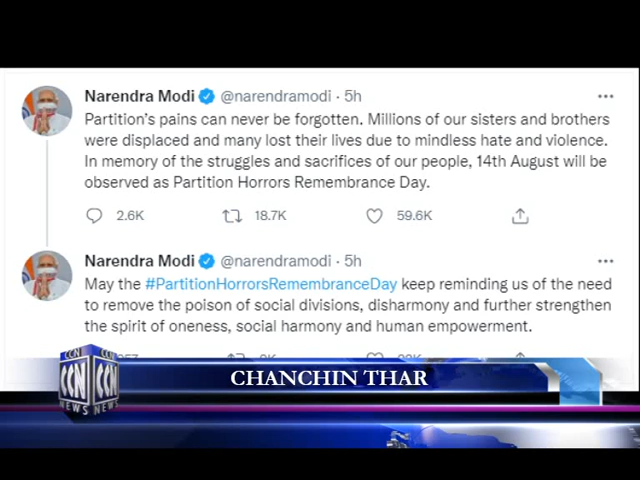 Narendra Modi @narendramodi · 5h
Partition's pains can never be forgotten. Millions of our sisters and brothers
were displaced and many lost their lives due to mindless hate and violence.
In memory of the struggles and sacrifices of our people, 14th August will be
observed as Partition Horrors Remembrance Day.
2.6K 18.7K 59.6K
Narendra Modi @narendramodi · 5h
May the #PartitionHorrorsRemembranceDay keep reminding us of the need
to remove the poison of social divisions, disharmony and further strengthen
the spirit of oneness, social harmony and human empowerment.
CCN CCN
CCN CCN
NEWS NEWS
CHANCHIN THAR